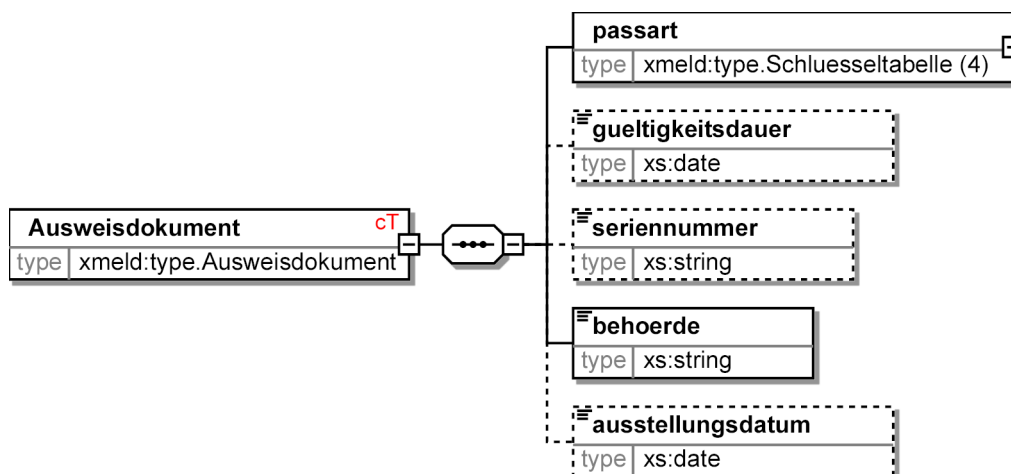 passart
type xmeld:type.Schluesseltabelle (4)
gueltigkeitsdauer
type xs:date
Ausweisdokument cT
type xmeld:type.Ausweisdokument
seriennummer
type xs:string
behoerde
type xs:string
ausstellungsdatum
type xs:date